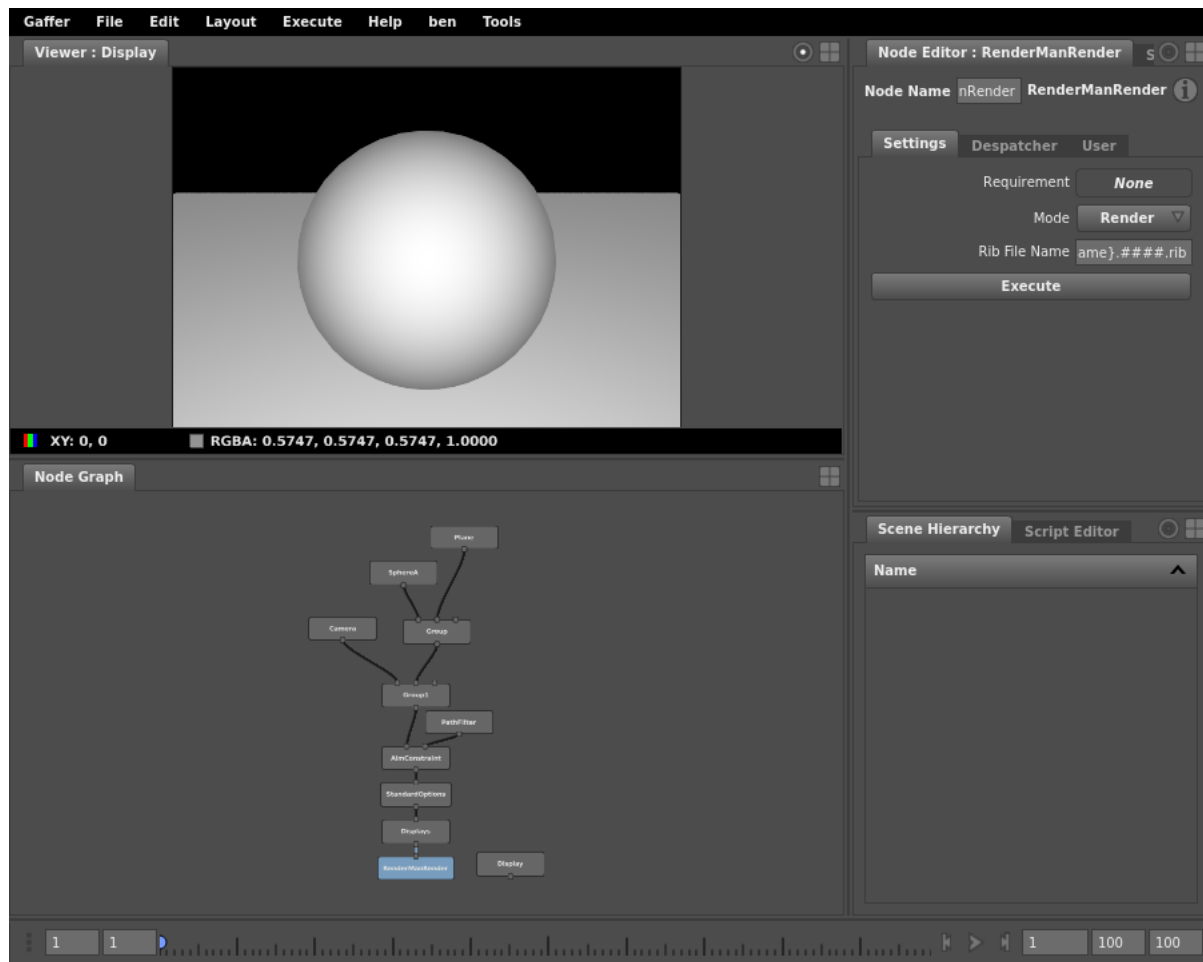 Gaffer File Edit Layout Execute Help ben Tools
Viewer : Display
XY: 0, 0 RGBA: 0.5747, 0.5747, 0.5747, 1.0000
Node Graph
Plane
SphereA
Camera
Group
Group1
PathFilter
AimConstraint
StandardOptions
Displays
RenderManRender
Display
Node Editor : RenderManRender S
Node Name nRender RenderManRender
Settings Despatcher User
Requirement None
Mode Render
Rib File Name ame}.####.rib
Execute
Scene Hierarchy Script Editor
Name
1 1 1 100 100